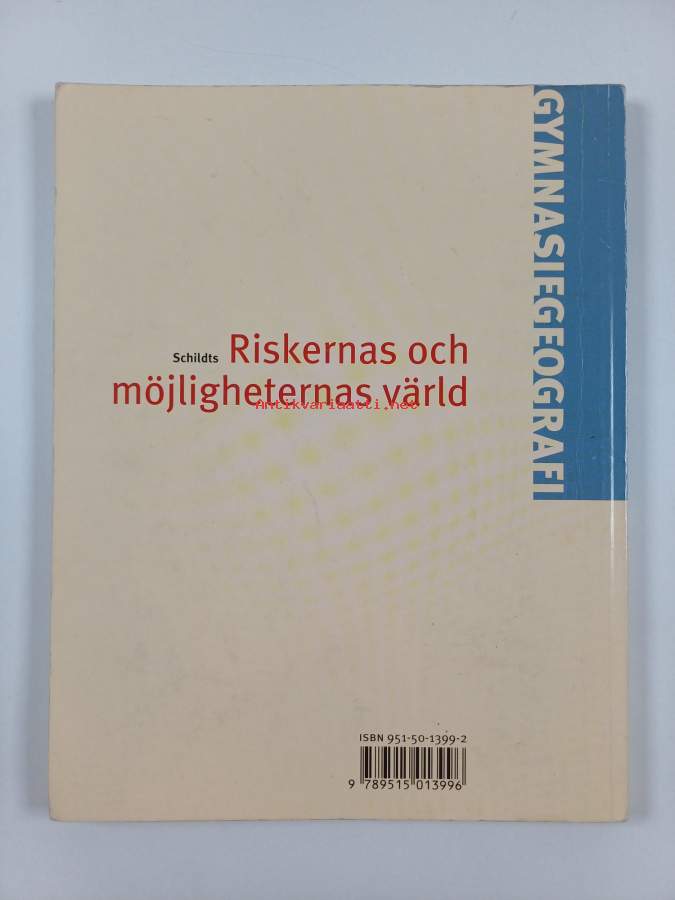 GYMNASIEGEOGRAFI
Schildts Riskernas och
möjligheternas värld
Antikvariaatti.net
ISBN 951-50-1399-2
9 789515 013996